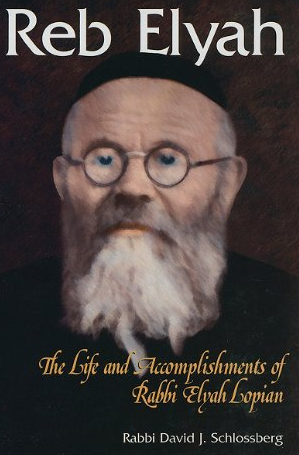 Reb Elyah
The Life and Accomplishments of
Rabbi Elyah Lopian
Rabbi David J. Schlossberg